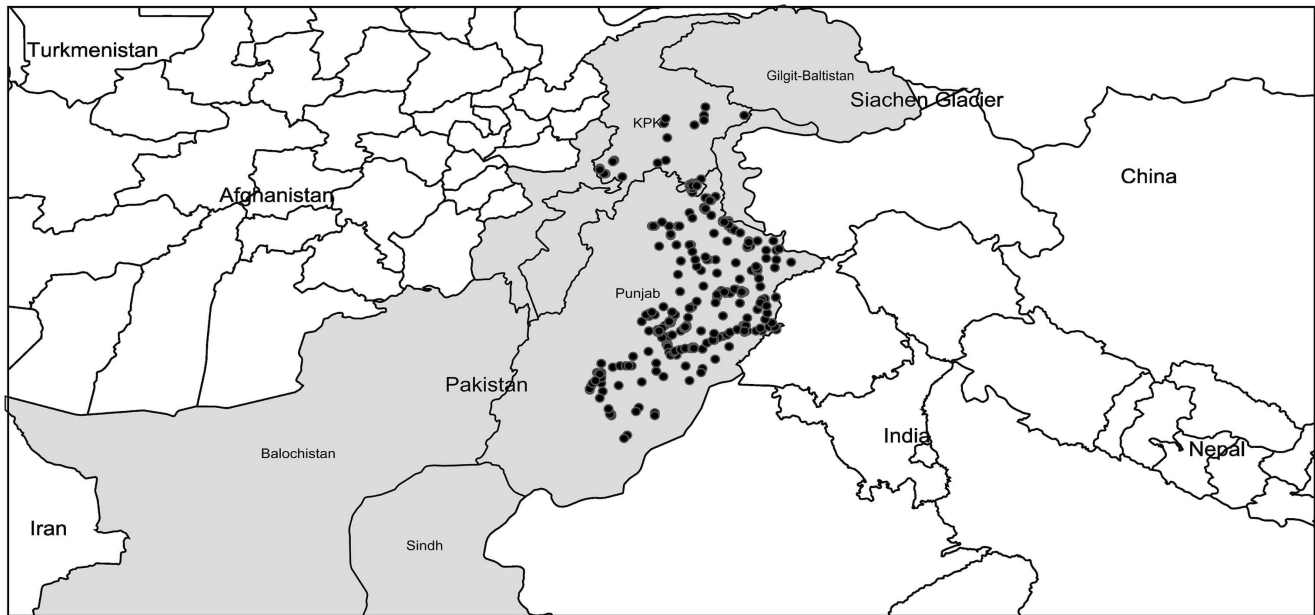 Turkmenistan
Gilgit-Baltistan
Siachen Glacier
KPK
China
Afghanistan
Punjab
Pakistan
India
Nepal
Balochistan
Iran
Sindh